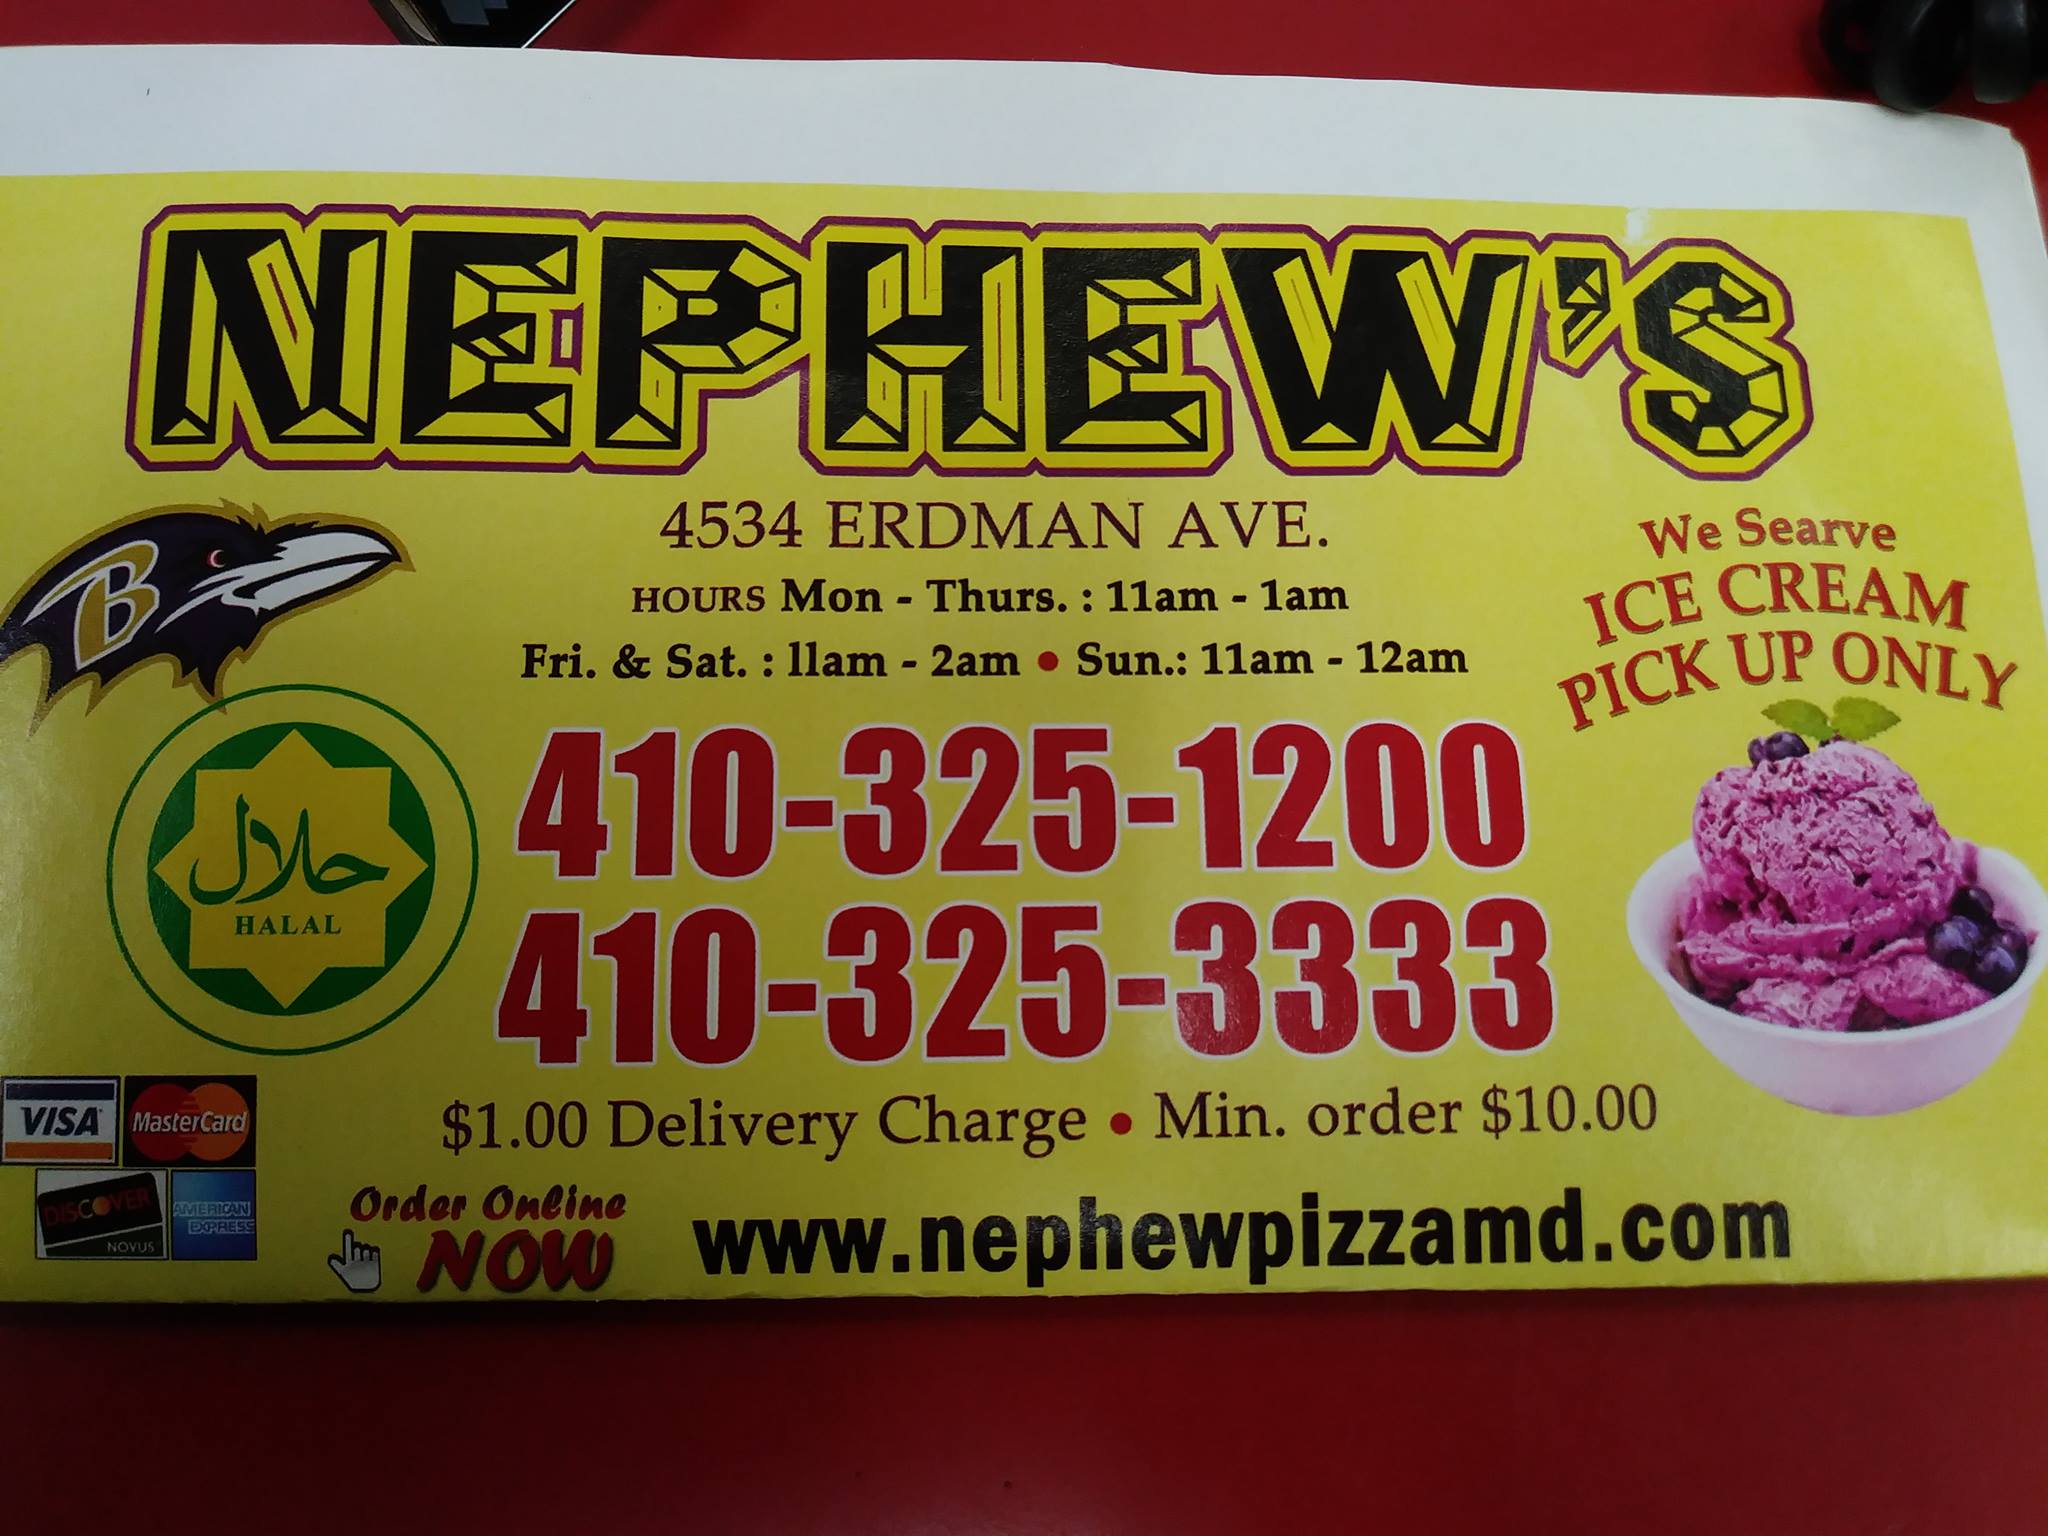 NEPHEW'S
4534 ERDMAN AVE.
HOURS Mon - Thurs. : 11am - 1am
Fri. & Sat. : 11am - 2am • Sun.: 11am - 12am
We Searve
ICE CREAM
PICK UP ONLY
B
حلال
HALAL
410-325-1200
410-325-3333
$1.00 Delivery Charge • Min. order $10.00
VISA MasterCard
DISCOVER NOVUS
AMERICAN EXPRESS
Order Online
NOW
www.nephewpizzamd.com